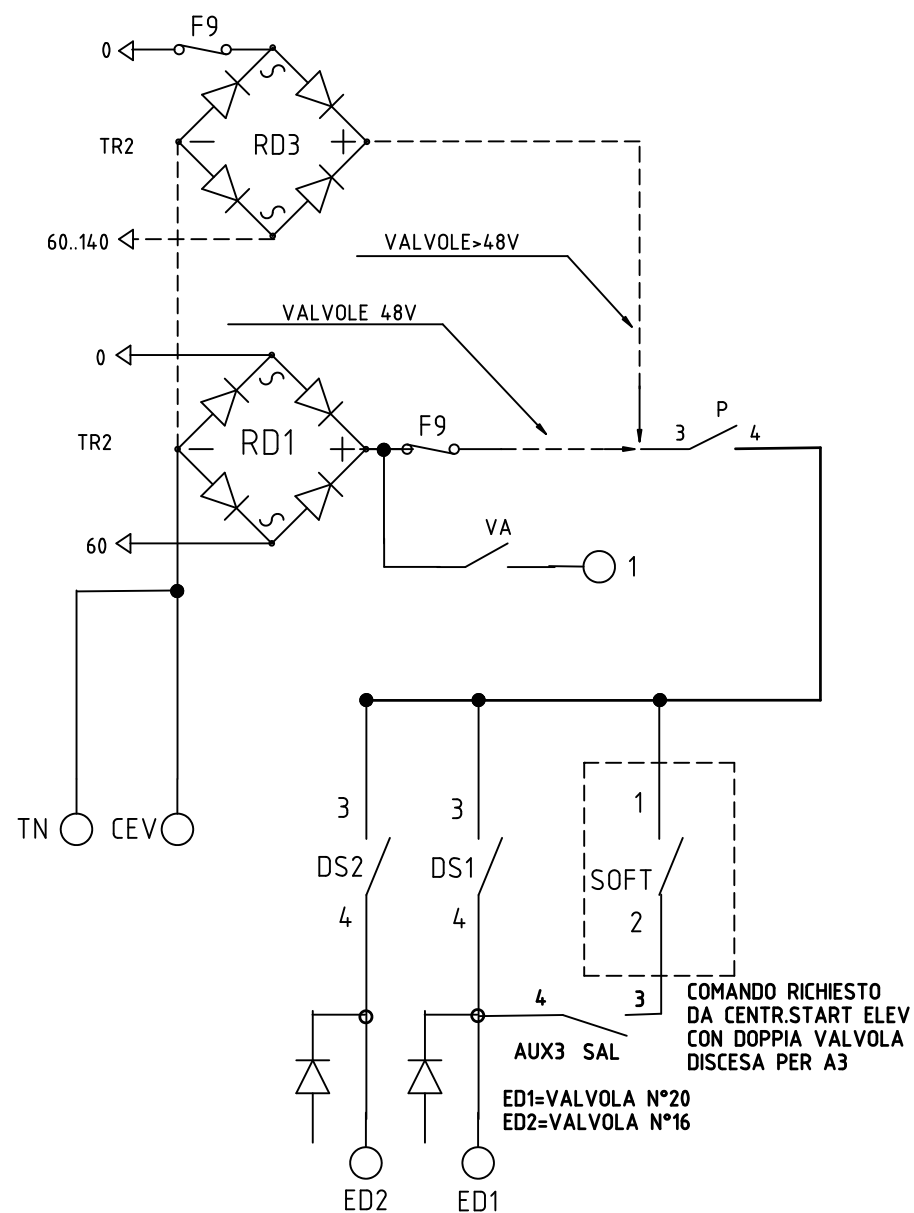 F9
0
TR2
RD3
60..140
VALVOLE>48V
VALVOLE 48V
0
TR2
RD1
F9
3
P
4
60
VA
1
TN
CEV
3
DS2
4
3
DS1
4
1
SOFT
2
4
3
AUX3 SAL
COMANDO RICHIESTO
DA CENTR.START ELEV
CON DOPPIA VALVOLA
DISCESA PER A3
ED1=VALVOLA N°20
ED2=VALVOLA N°16
ED2
ED1